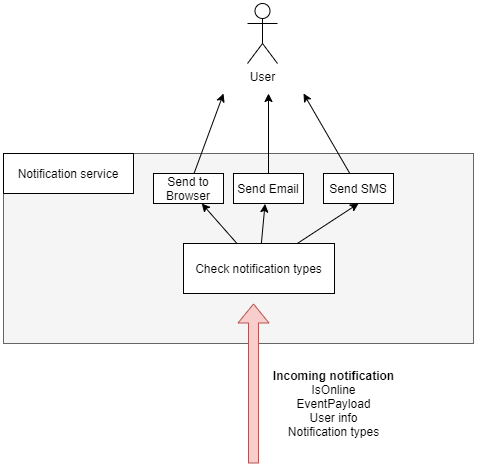 User
Notification service
Send to
Browser
Send Email
Send SMS
Check notification types
Incoming notification
IsOnline
EventPayload
User info
Notification types